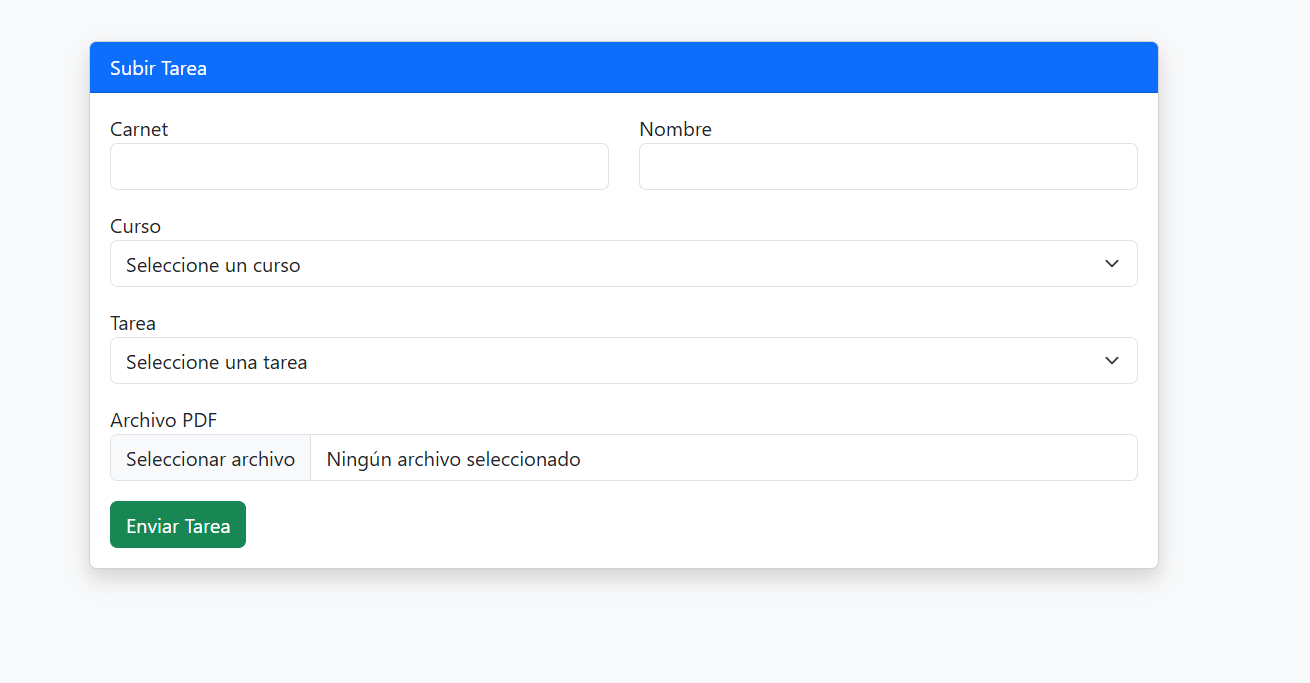 Subir Tarea
Carnet
Nombre
Curso
Seleccione un curso
Tarea
Seleccione una tarea
Archivo PDF
Seleccionar archivo Ningún archivo seleccionado
Enviar Tarea